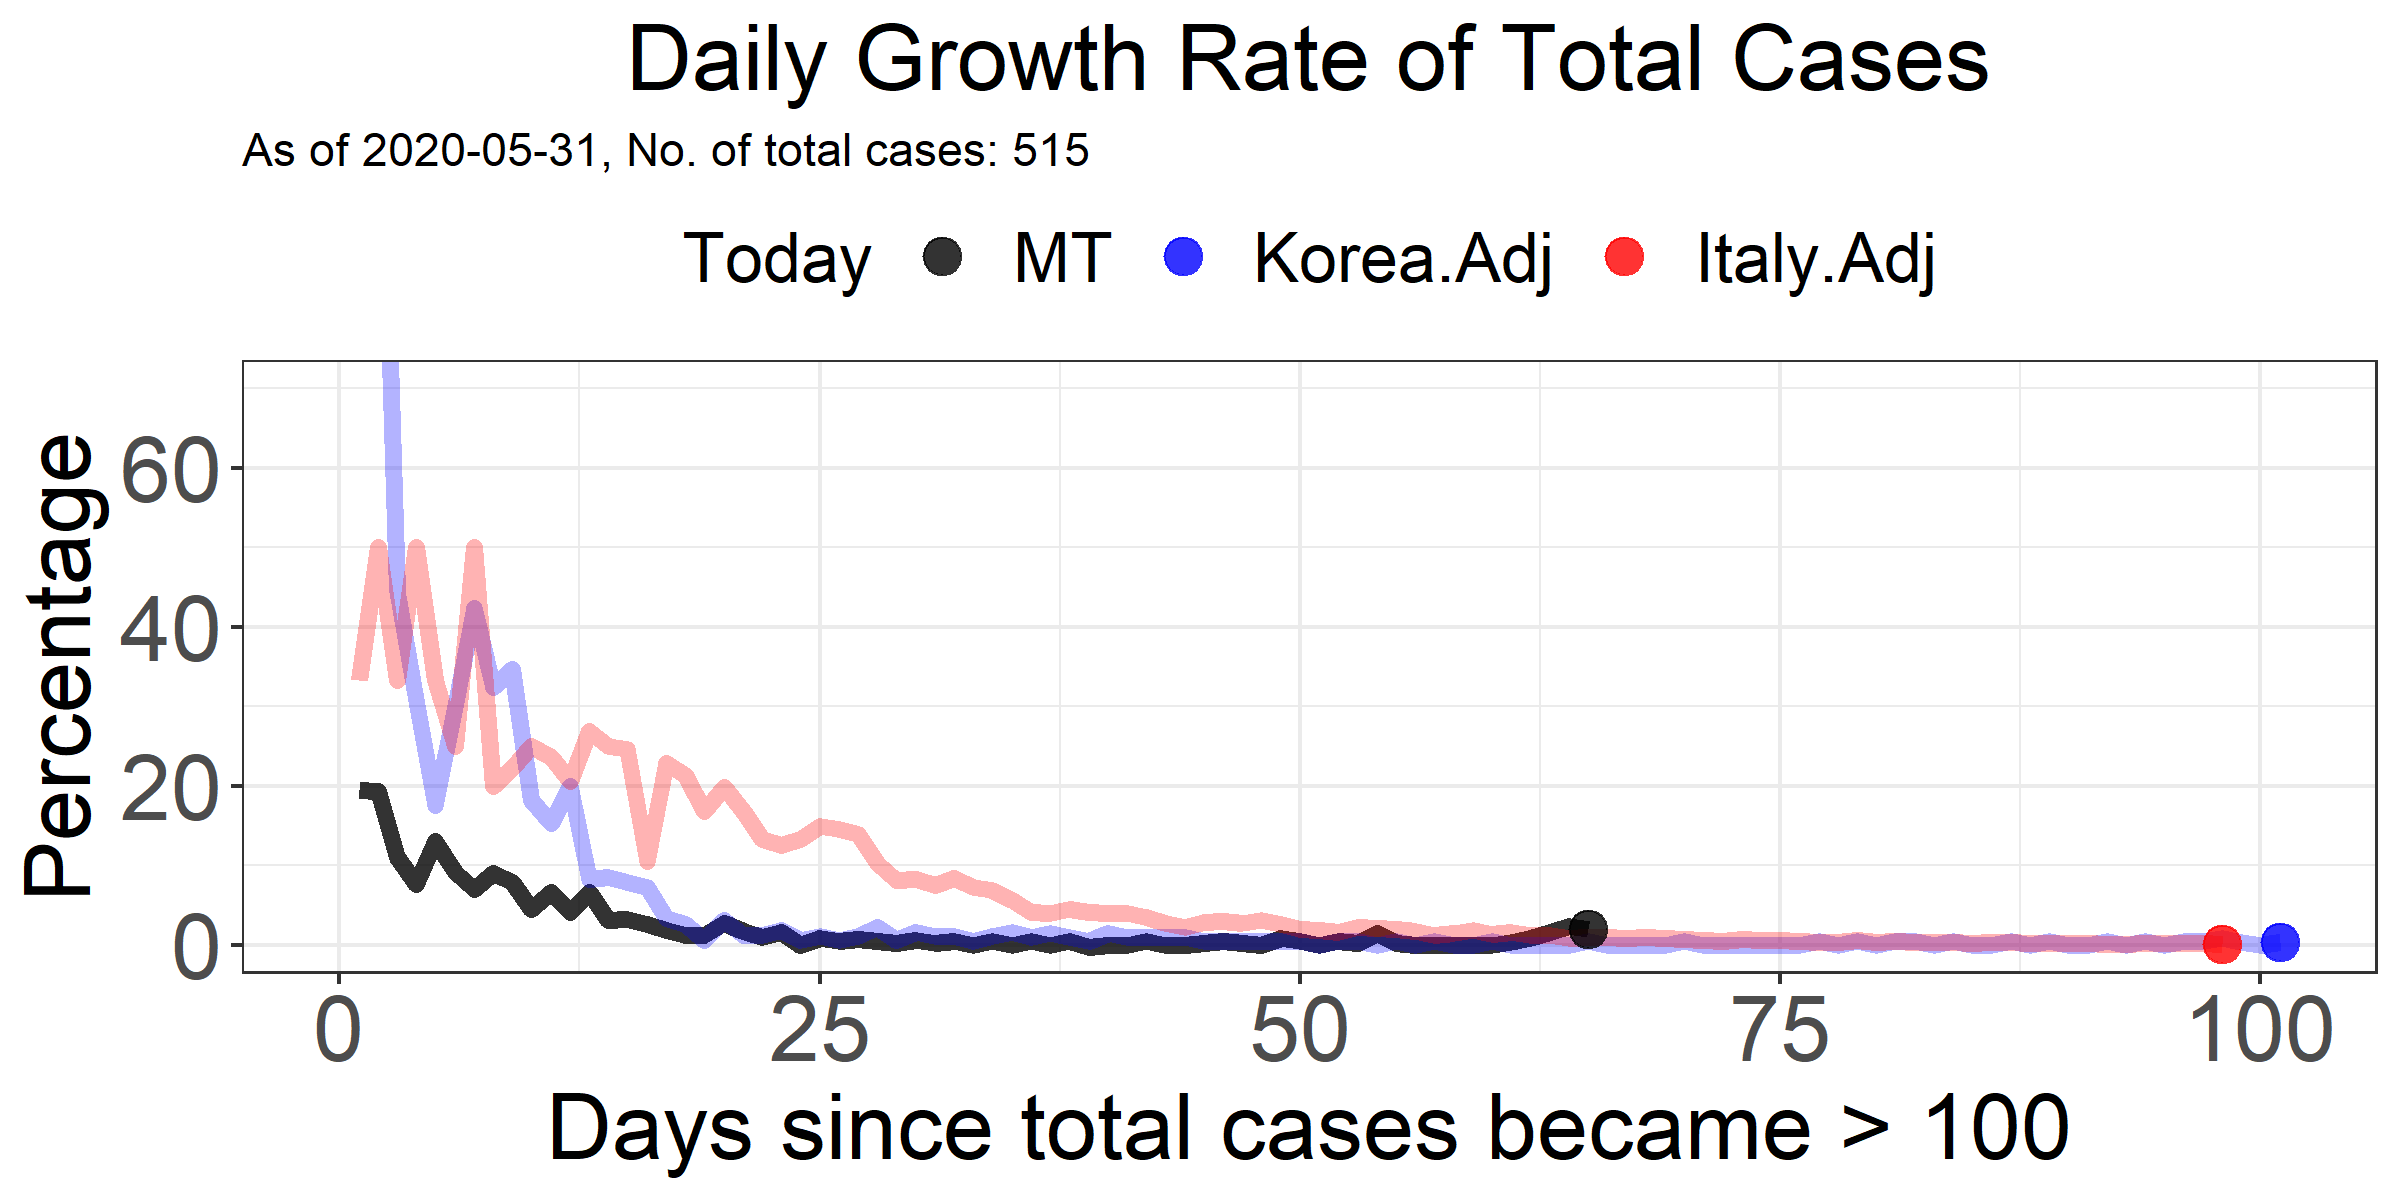 Daily Growth Rate of Total Cases
As of 2020-05-31, No. of total cases: 515
Today MT Korea.Adj Italy.Adj
Percentage
60
40
20
0
0 25 50 75 100
Days since total cases became > 100